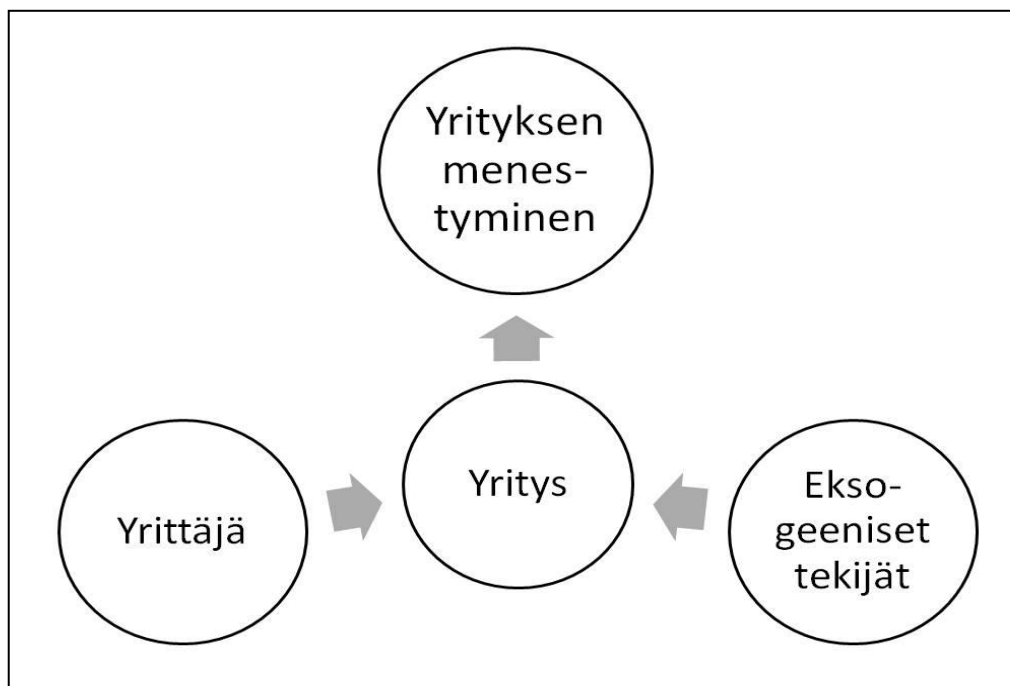 Yrityksen
menes-
tyminen
Yritys
Yrittäjä
Ekso-
geeniset
tekijät